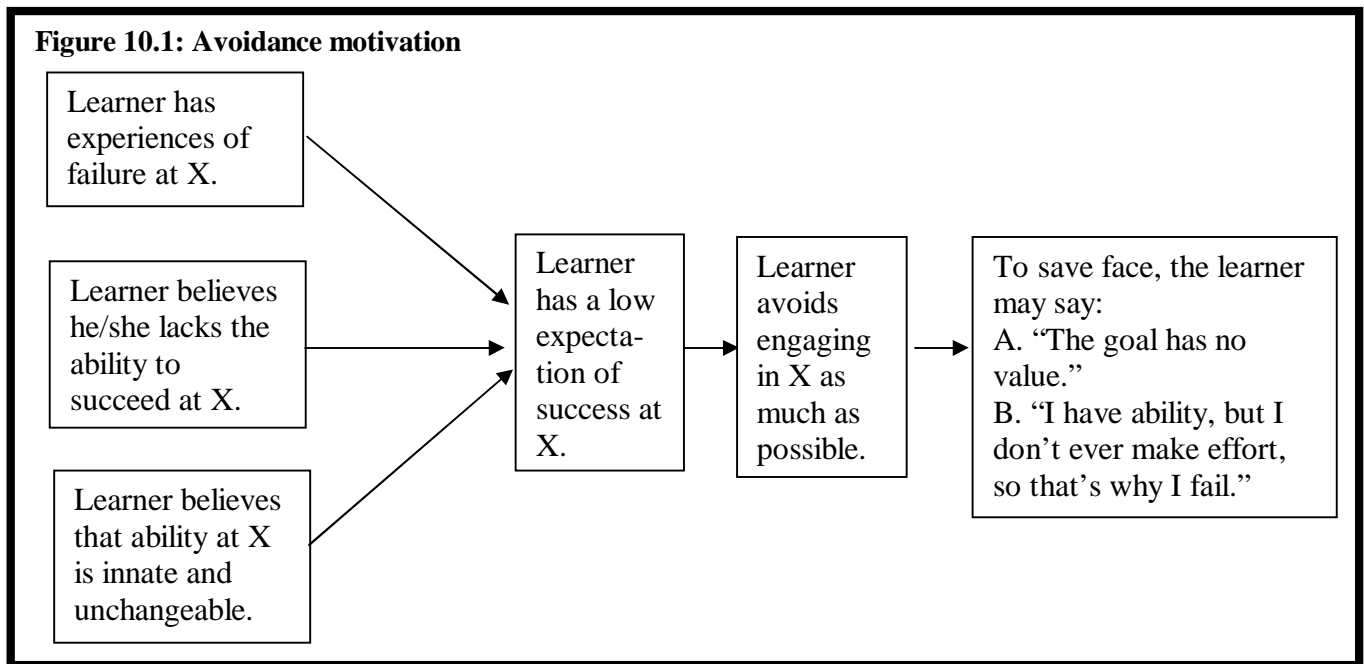 Figure 10.1: Avoidance motivation
Learner has
experiences of
failure at X.
Learner believes
he/she lacks the
ability to
succeed at X.
Learner believes
that ability at X
is innate and
unchangeable.
Learner
has a low
expecta-
tion of
success at
X.
Learner
avoids
engaging
in X as
much as
possible.
To save face, the learner
may say:
A. “The goal has no
value.”
B. “I have ability, but I
don’t ever make effort,
so that’s why I fail.”